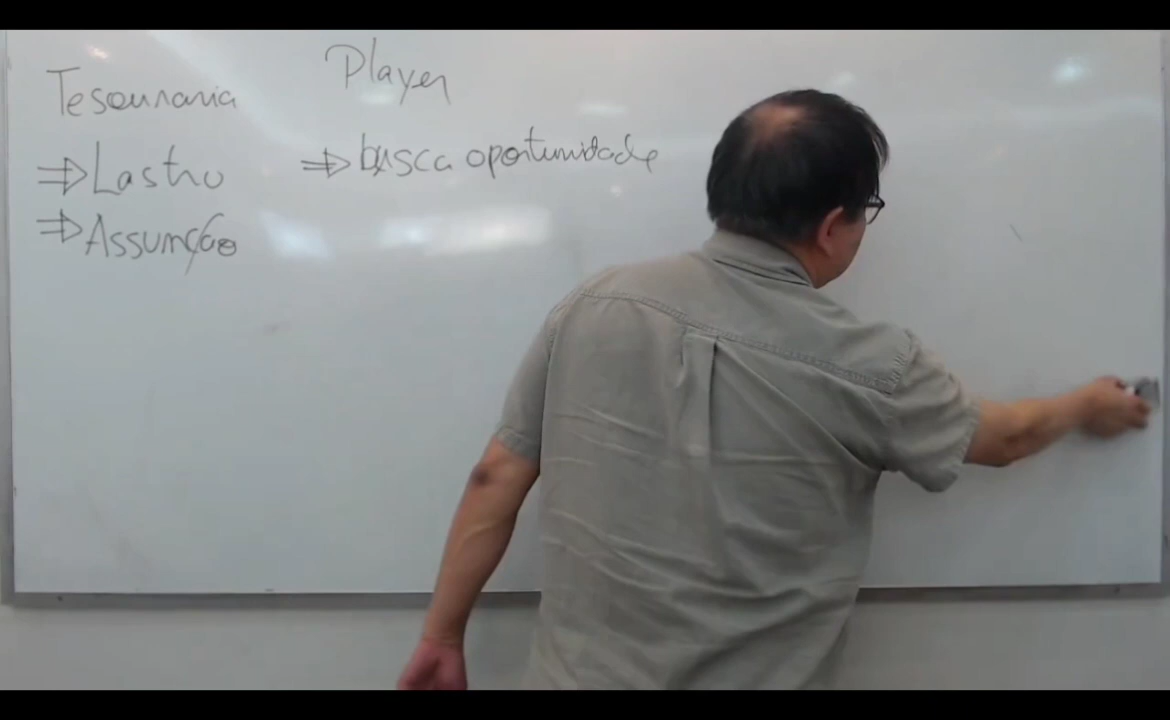 Tesouraria
⇒ Lastro
⇒ Assunção
Player
⇒ busca oportunidade